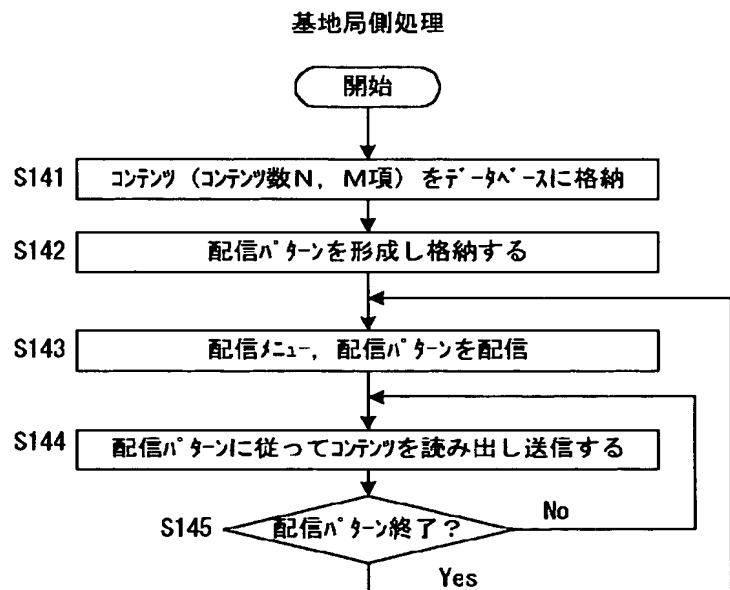 基地局側処理
開始
S141 コンテンツ（コンテンツ数N, M項）をデータベースに格納
S142 配信パターンを形成し格納する
S143 配信メニュー, 配信パターンを配信
S144 配信パターンに従ってコンテンツを読み出し送信する
S145 配信パターン終了？ No
Yes